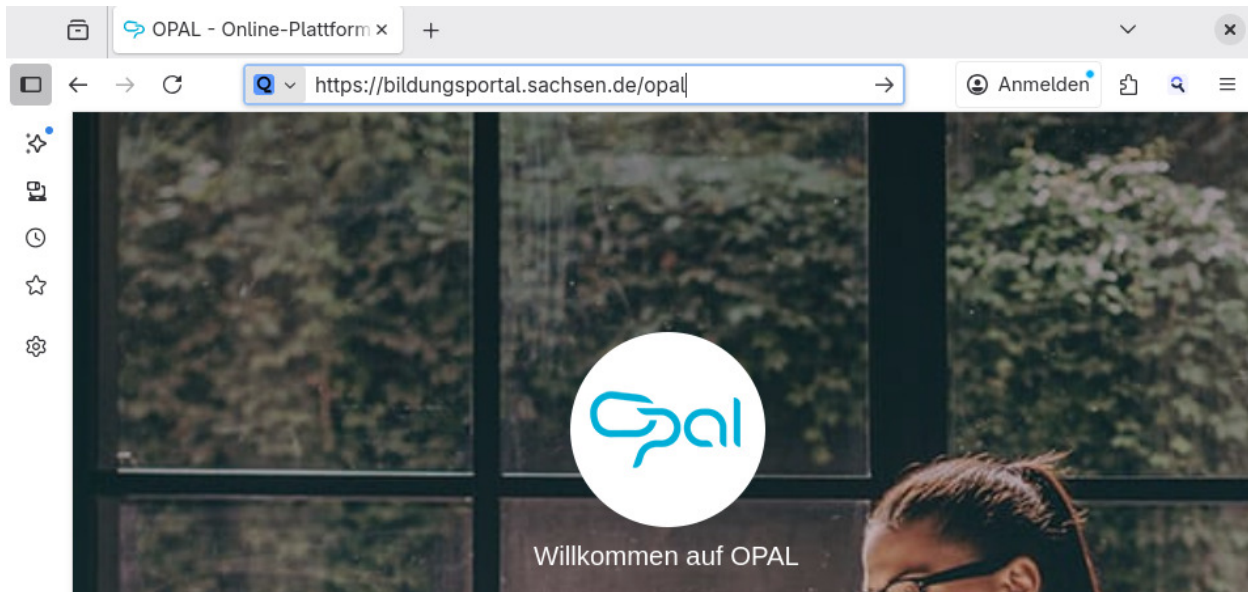 OPAL - Online-Plattform
https://bildungsportal.sachsen.de/opal
Anmelden
Opal
Willkommen auf OPAL